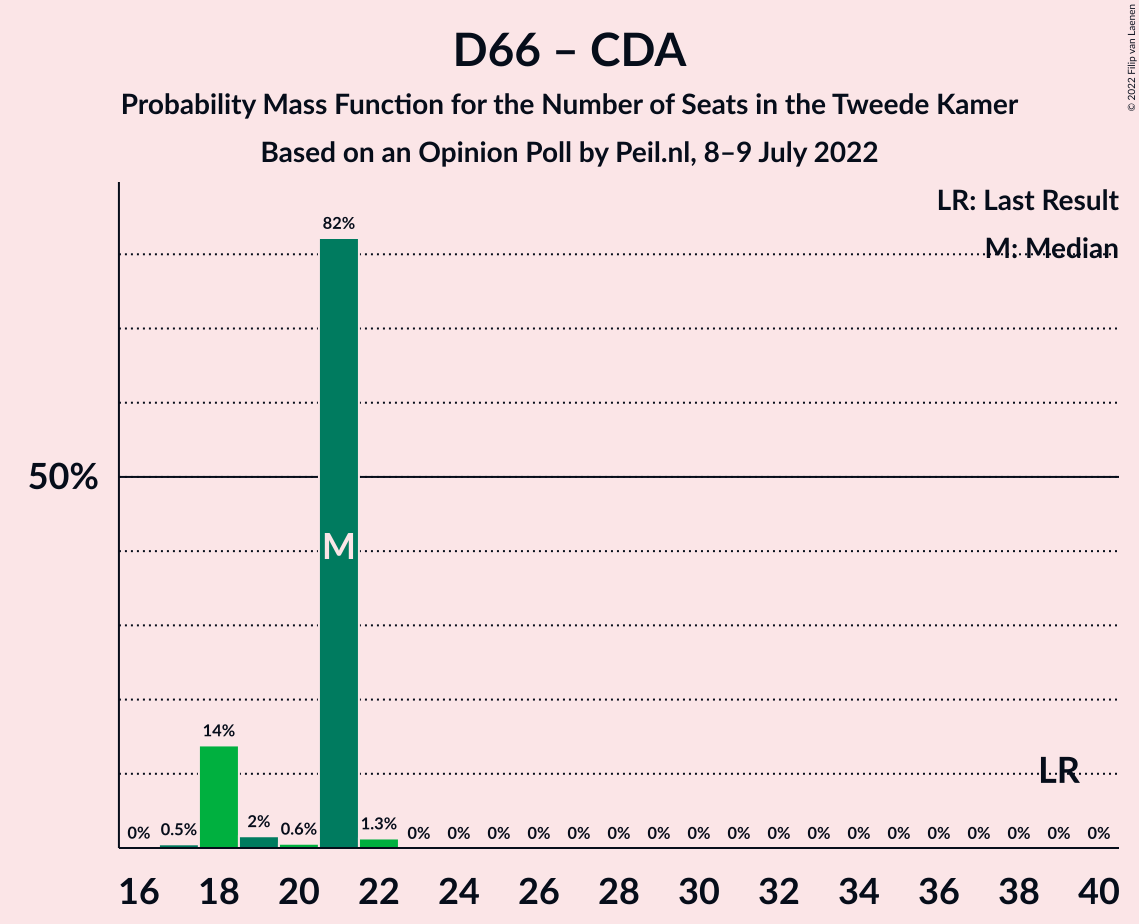 D66 – CDA
Probability Mass Function for the Number of Seats in the Tweede Kamer
Based on an Opinion Poll by Peil.nl, 8–9 July 2022
© 2022 Filip van Laenen
LR: Last Result
M: Median
82%
50%
M
14%
LR
0% 0.5% 2% 0.6% 1.3% 0% 0% 0% 0% 0% 0% 0% 0% 0% 0% 0% 0% 0% 0% 0% 0% 0% 0%
16 18 20 22 24 26 28 30 32 34 36 38 40